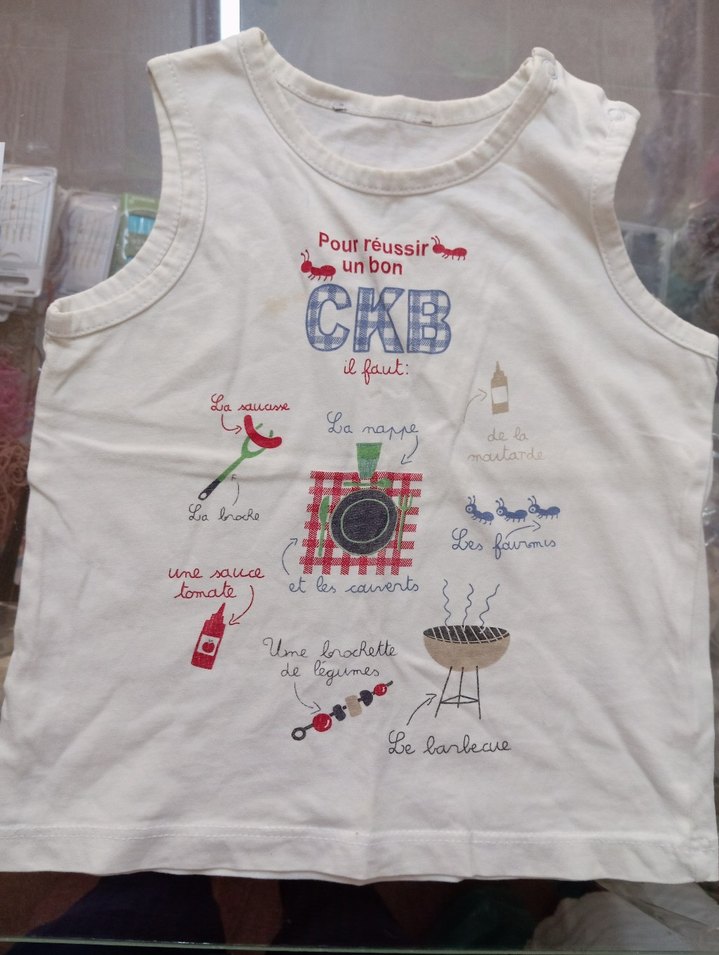 Pour réussir
un bon
CKB
il faut:
La saucisse
La nappe
de la
moutarde
La broche
Les fourmis
une sauce
tomate
et les couverts
Une brochette
de légumes
Le barbecue